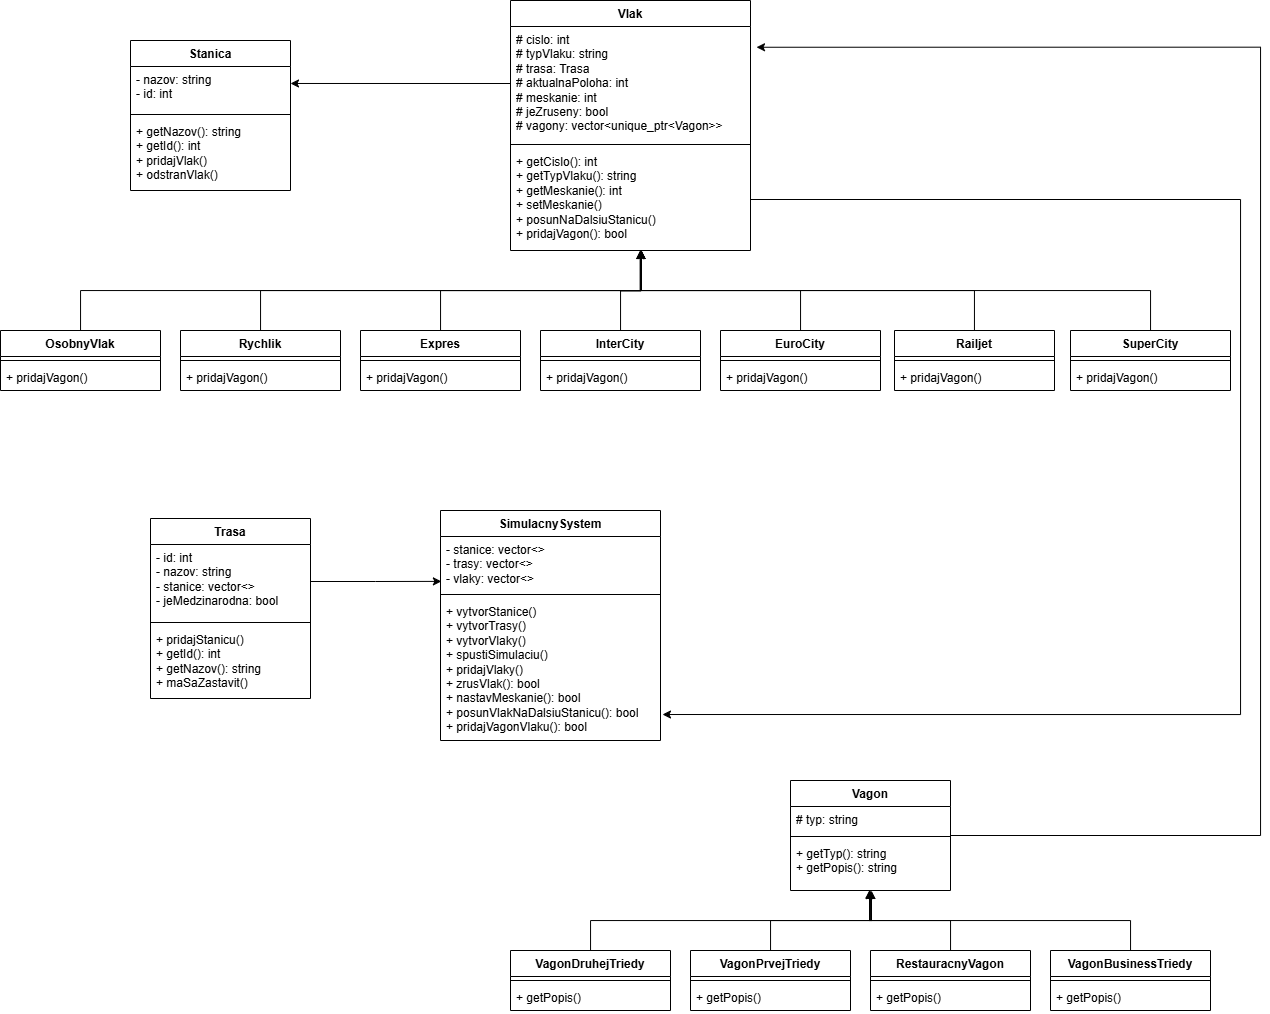 Vlak
# cislo: int
# typVlaku: string
# trasa: Trasa
# aktualnaPoloha: int
# meskanie: int
# jeZruseny: bool
# vagony: vector<unique_ptr<Vagon>>
+ getCislo(): int
+ getTypVlaku(): string
+ getMeskanie(): int
+ setMeskanie()
+ posunNaDalsiuStanicu()
+ pridajVagon(): bool
Stanica
- nazov: string
- id: int
+ getNazov(): string
+ getId(): int
+ pridajVlak()
+ odstranVlak()
OsobnyVlak
+ pridajVagon()
Rychlik
+ pridajVagon()
Expres
+ pridajVagon()
InterCity
+ pridajVagon()
EuroCity
+ pridajVagon()
Railjet
+ pridajVagon()
SuperCity
+ pridajVagon()
Trasa
- id: int
- nazov: string
- stanice: vector<>
- jeMedzinarodna: bool
+ pridajStanicu()
+ getId(): int
+ getNazov(): string
+ maSaZastavit()
SimulacnySystem
- stanice: vector<>
- trasy: vector<>
- vlaky: vector<>
+ vytvorStanice()
+ vytvorTrasy()
+ vytvorVlaky()
+ spustiSimulaciu()
+ pridajVlaky()
+ zrusVlak(): bool
+ nastavMeskanie(): bool
+ posunVlakNaDalsiuStanicu(): bool
+ pridajVagonVlaku(): bool
Vagon
# typ: string
+ getTyp(): string
+ getPopis(): string
VagonDruhejTriedy
+ getPopis()
VagonPrvejTriedy
+ getPopis()
RestauracnyVagon
+ getPopis()
VagonBusinessTriedy
+ getPopis()